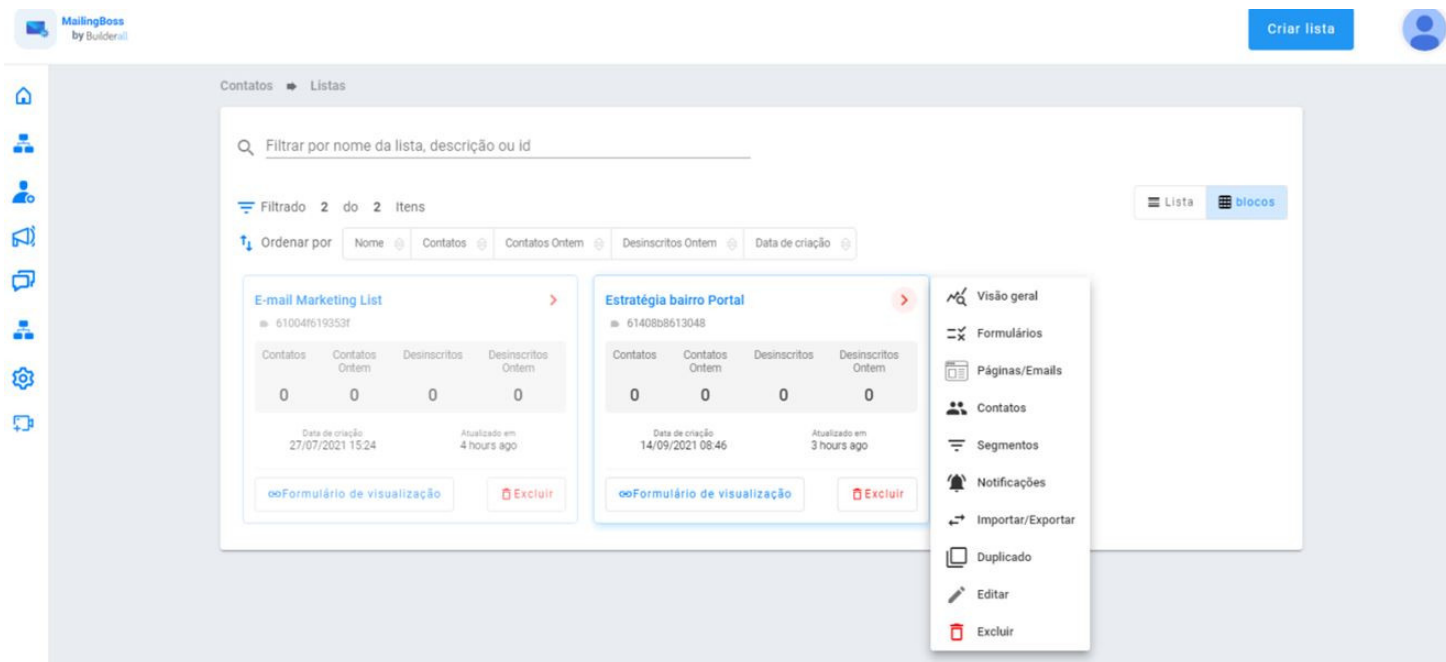 MailingBoss
by Builderall
Criar lista
Contatos Listas
Filtrar por nome da lista, descrição ou id
Filtrado 2 do 2 Itens
Lista blocos
Ordenar por Nome Contatos Contatos Ontem Desinscritos Ontem Data de criação
E-mail Marketing List
61004f619353f
Contatos Contatos Ontem Desinscritos Desinscritos Ontem
0 0 0 0
Data de criação Atualizado em
27/07/2021 15:24 4 hours ago
Formulário de visualização Excluir
Estratégia bairro Portal
61408b8613048
Contatos Contatos Ontem Desinscritos Desinscritos Ontem
0 0 0 0
Data de criação Atualizado em
14/09/2021 08:46 3 hours ago
Formulário de visualização Excluir
Visão geral
Formulários
Páginas/Emails
Contatos
Segmentos
Notificações
Importar/Exportar
Duplicado
Editar
Excluir